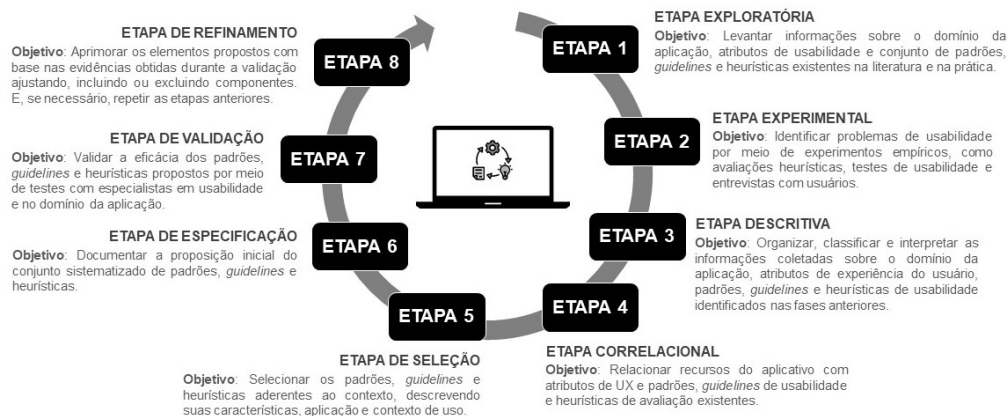 ETAPA 1
ETAPA EXPLORATÓRIA
Objetivo: Levantar informações sobre o domínio da
aplicação, atributos de usabilidade e conjunto de padrões,
guidelines e heurísticas existentes na literatura e na prática.
ETAPA 2
ETAPA EXPERIMENTAL
Objetivo: Identificar problemas de usabilidade
por meio de experimentos empíricos, como
avaliações heurísticas, testes de usabilidade e
entrevistas com usuários.
ETAPA 3
ETAPA DESCRITIVA
Objetivo: Organizar, classificar e interpretar as
informações coletadas sobre o domínio da
aplicação, atributos de experiência do usuário,
padrões, guidelines e heurísticas de usabilidade
identificados nas fases anteriores.
ETAPA 4
ETAPA CORRELACIONAL
Objetivo: Relacionar recursos do aplicativo com
atributos de UX e padrões, guidelines de usabilidade
e heurísticas de avaliação existentes.
ETAPA 5
ETAPA DE SELEÇÃO
Objetivo: Selecionar os padrões, guidelines e
heurísticas aderentes ao contexto, descrevendo
suas características, aplicação e contexto de uso.
ETAPA 6
ETAPA DE ESPECIFICAÇÃO
Objetivo: Documentar a proposição inicial do
conjunto sistematizado de padrões, guidelines e
heurísticas.
ETAPA 7
ETAPA DE VALIDAÇÃO
Objetivo: Validar a eficácia dos padrões,
guidelines e heurísticas propostos por meio
de testes com especialistas em usabilidade
e no domínio da aplicação.
ETAPA 8
ETAPA DE REFINAMENTO
Objetivo: Aprimorar os elementos propostos com
base nas evidências obtidas durante a validação
ajustando, incluindo ou excluindo componentes.
E, se necessário, repetir as etapas anteriores.